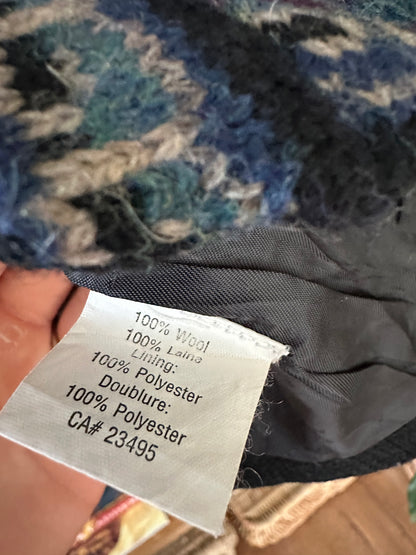 100% Wool
100% Laine
Lining:
100% Polyester
Doublure:
100% Polyester
CA# 23495